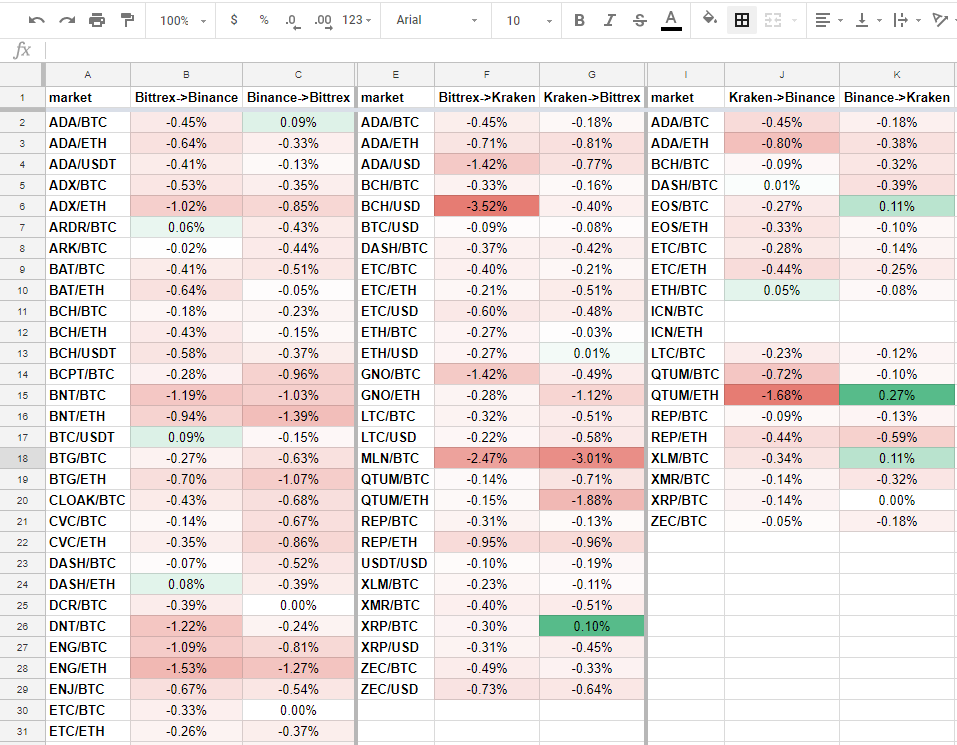 100% $ % .0 .00 123 Arial 10 B I S A
fx
A B C E F G I J K
1 market Bittrex->Binance Binance->Bittrex market Bittrex->Kraken Kraken->Bittrex market Kraken->Binance Binance->Kraken
2 ADA/BTC -0.45% 0.09% ADA/BTC -0.45% -0.18% ADA/BTC -0.45% -0.18%
3 ADA/ETH -0.64% -0.33% ADA/ETH -0.71% -0.81% ADA/ETH -0.80% -0.38%
4 ADA/USDT -0.41% -0.13% ADA/USD -1.42% -0.77% BCH/BTC -0.09% -0.32%
5 ADX/BTC -0.53% -0.35% BCH/BTC -0.33% -0.16% DASH/BTC 0.01% -0.39%
6 ADX/ETH -1.02% -0.85% BCH/USD -3.52% -0.40% EOS/BTC -0.27% 0.11%
7 ARDR/BTC 0.06% -0.43% BTC/USD -0.09% -0.08% EOS/ETH -0.33% -0.10%
8 ARK/BTC -0.02% -0.44% DASH/BTC -0.37% -0.42% ETC/BTC -0.28% -0.14%
9 BAT/BTC -0.41% -0.51% ETC/BTC -0.40% -0.21% ETC/ETH -0.44% -0.25%
10 BAT/ETH -0.64% -0.05% ETC/ETH -0.21% -0.51% ETH/BTC 0.05% -0.08%
11 BCH/BTC -0.18% -0.23% ETC/USD -0.60% -0.48% ICN/BTC
12 BCH/ETH -0.43% -0.15% ETH/BTC -0.27% -0.03% ICN/ETH
13 BCH/USDT -0.58% -0.37% ETH/USD -0.27% 0.01% LTC/BTC -0.23% -0.12%
14 BCPT/BTC -0.28% -0.96% GNO/BTC -1.42% -0.49% QTUM/BTC -0.72% -0.10%
15 BNT/BTC -1.19% -1.03% GNO/ETH -0.28% -1.12% QTUM/ETH -1.68% 0.27%
16 BNT/ETH -0.94% -1.39% LTC/BTC -0.32% -0.51% REP/BTC -0.09% -0.13%
17 BTC/USDT 0.09% -0.15% LTC/USD -0.22% -0.58% REP/ETH -0.44% -0.59%
18 BTG/BTC -0.27% -0.63% MLN/BTC -2.47% -3.01% XLM/BTC -0.34% 0.11%
19 BTG/ETH -0.70% -1.07% QTUM/BTC -0.14% -0.71% XMR/BTC -0.14% -0.32%
20 CLOAK/BTC -0.43% -0.68% QTUM/ETH -0.15% -1.88% XRP/BTC -0.14% 0.00%
21 CVC/BTC -0.14% -0.67% REP/BTC -0.31% -0.13% ZEC/BTC -0.05% -0.18%
22 CVC/ETH -0.35% -0.86% REP/ETH -0.95% -0.96%
23 DASH/BTC -0.07% -0.52% USDT/USD -0.10% -0.19%
24 DASH/ETH 0.08% -0.39% XLM/BTC -0.23% -0.11%
25 DCR/BTC -0.39% 0.00% XMR/BTC -0.40% -0.51%
26 DNT/BTC -1.22% -0.24% XRP/BTC -0.30% 0.10%
27 ENG/BTC -1.09% -0.81% XRP/USD -0.31% -0.45%
28 ENG/ETH -1.53% -1.27% ZEC/BTC -0.49% -0.33%
29 ENJ/BTC -0.67% -0.54% ZEC/USD -0.73% -0.64%
30 ETC/BTC -0.33% 0.00%
31 ETC/ETH -0.26% -0.37%